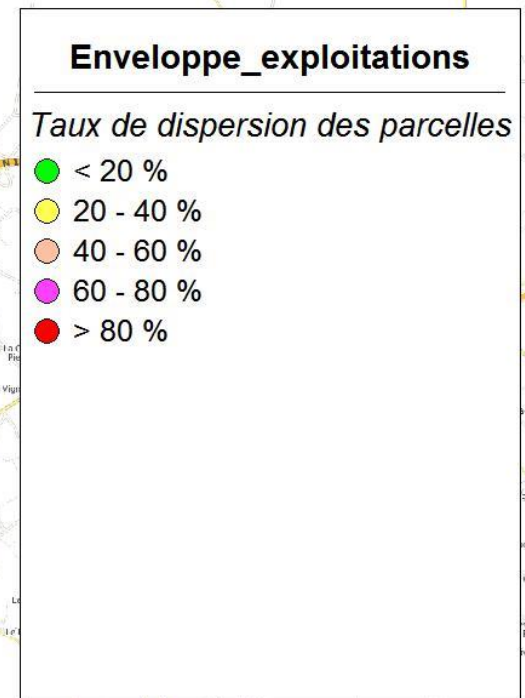 Enveloppe_exploitations
Taux de dispersion des parcelles
< 20 %
20 - 40 %
40 - 60 %
60 - 80 %
> 80 %